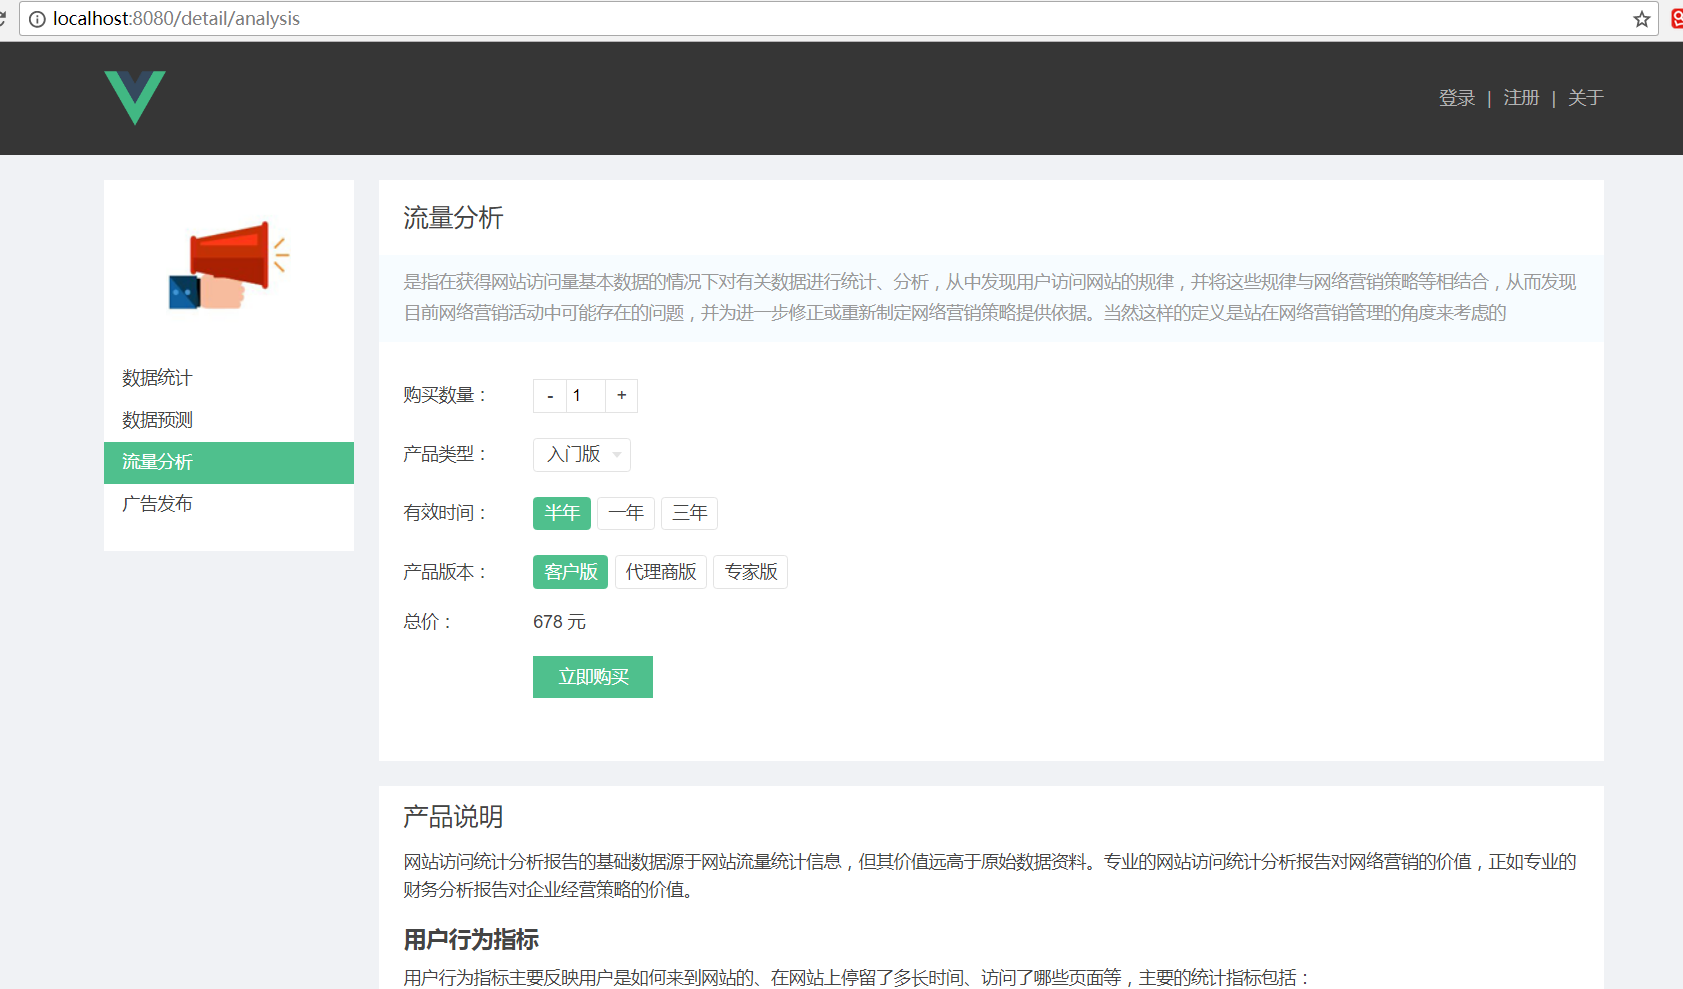 localhost:8080/detail/analysis
登录 | 注册 | 关于
数据统计
数据预测
流量分析
广告发布
流量分析
是指在获得网站访问量基本数据的情况下对有关数据进行统计、分析，从中发现用户访问网站的规律，并将这些规律与网络营销策略等相结合，从而发现
目前网络营销活动中可能存在的问题，并为进一步修正或重新制定网络营销策略提供依据。当然这样的定义是站在网络营销管理的角度来考虑的
购买数量： - 1 +
产品类型： 入门版
有效时间： 半年 一年 三年
产品版本： 客户版 代理商版 专家版
总价： 678 元
立即购买
产品说明
网站访问统计分析报告的基础数据源于网站流量统计信息，但其价值远高于原始数据资料。专业的网站访问统计分析报告对网络营销的价值，正如专业的
财务分析报告对企业经营策略的价值。
用户行为指标
用户行为指标主要反映用户是如何来到网站的、在网站上停留了多长时间、访问了哪些页面等，主要的统计指标包括：